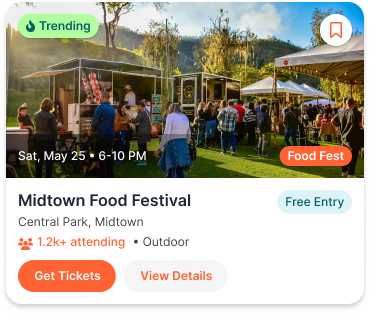 Trending
Sat, May 25 • 6-10 PM
Food Fest
Midtown Food Festival
Free Entry
Central Park, Midtown
1.2k+ attending • Outdoor
Get Tickets
View Details